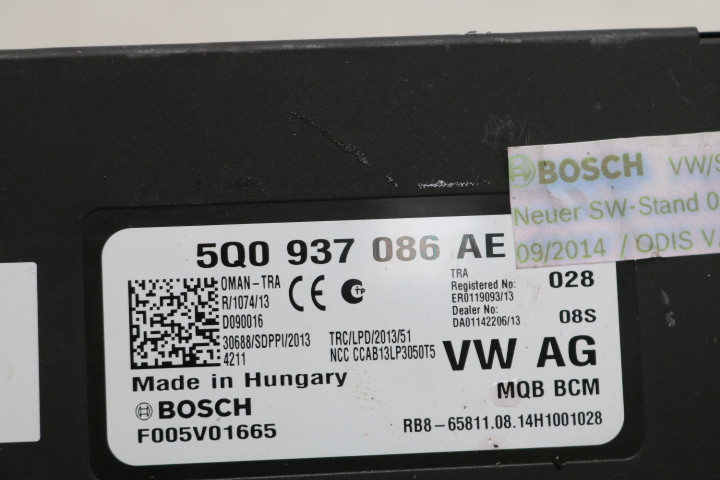 BOSCH VW/S
Neuer SW-Stand 0
09/2014 / ODIS V
5Q0 937 086 AE
OMAN-TRA
R/1074/13
D090016
30688/SDPPI/2013
4211
CE
TRC/LPD/2013/51
NCC CCAB13LP3050T5
TRA
Registered No:
ER0119093/13
Dealer No:
DA01142206/13
028
08S
VW AG
Made in Hungary
MQB BCM
BOSCH
F005V01665
RB8-65811.08.14H1001028